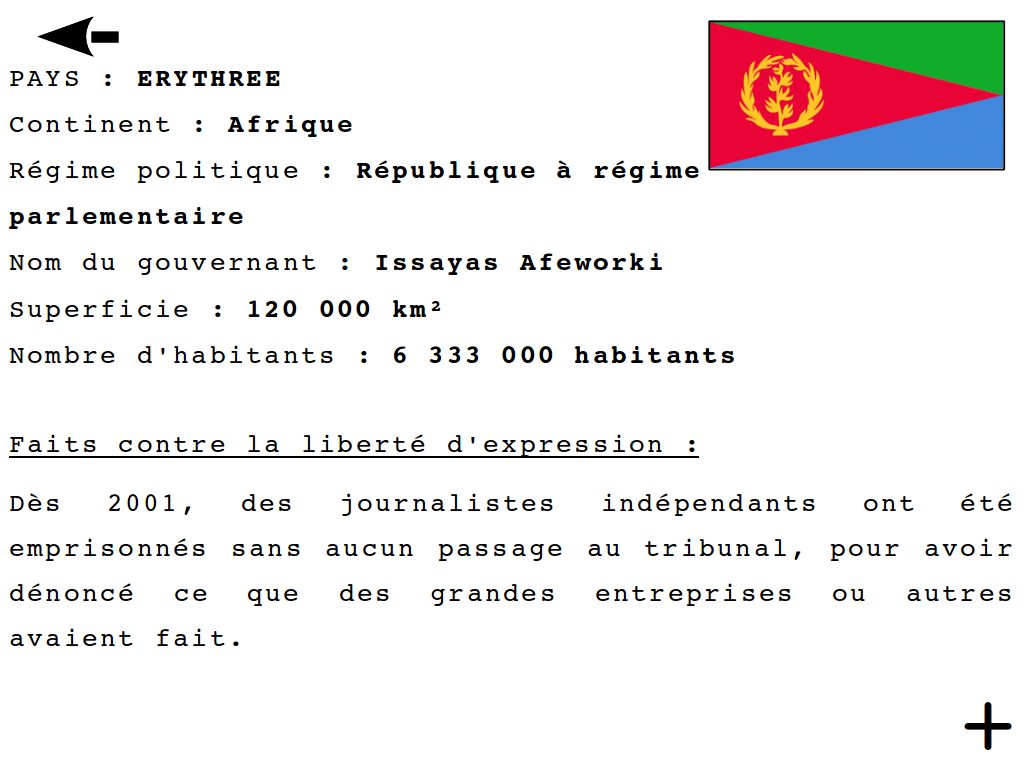 PAYS : ERYTHREE
Continent : Afrique
Régime politique : République à régime
parlementaire
Nom du gouvernant : Issayas Afeworki
Superficie : 120 000 km²
Nombre d'habitants : 6 333 000 habitants
Faits contre la liberté d'expression :
Dès 2001, des journalistes indépendants ont été
emprisonnés sans aucun passage au tribunal, pour avoir
dénoncé ce que des grandes entreprises ou autres
avaient fait.